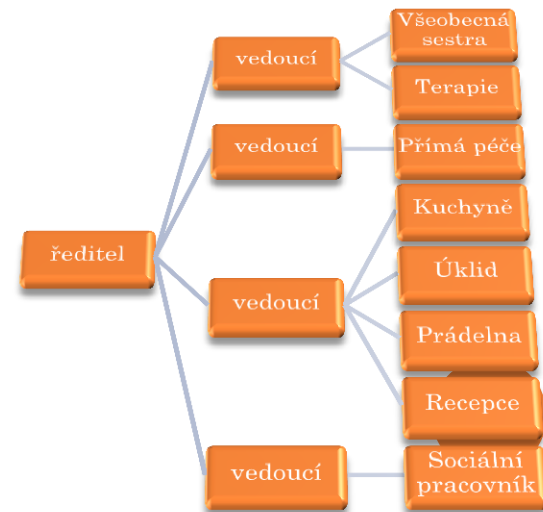 Všeobecná
sestra
vedoucí
Terapie
vedoucí
Přímá péče
Kuchyně
ředitel
Úklid
vedoucí
Prádelna
Recepce
vedoucí
Sociální
pracovník